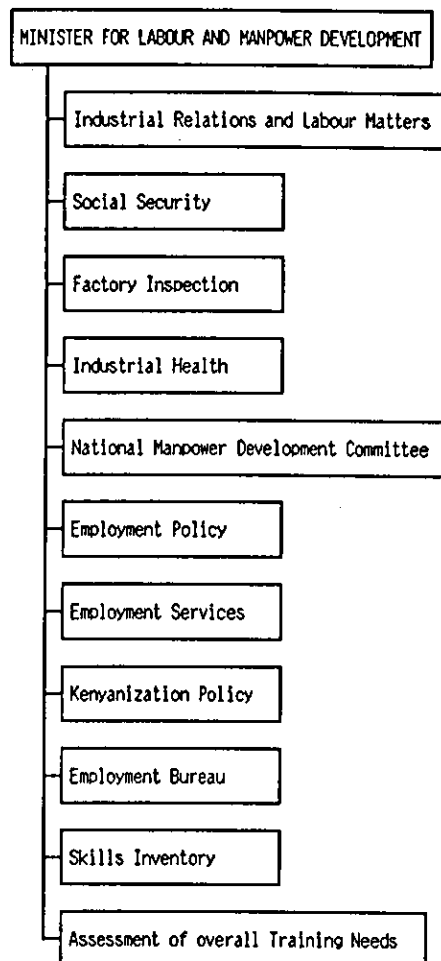 MINISTER FOR LABOUR AND MANPOWER DEVELOPMENT
Industrial Relations and Labour Matters
Social Security
Factory Inspection
Industrial Health
National Manpower Development Committee
Employment Policy
Employment Services
Kenyanization Policy
Employment Bureau
Skills Inventory
Assessment of overall Training Needs